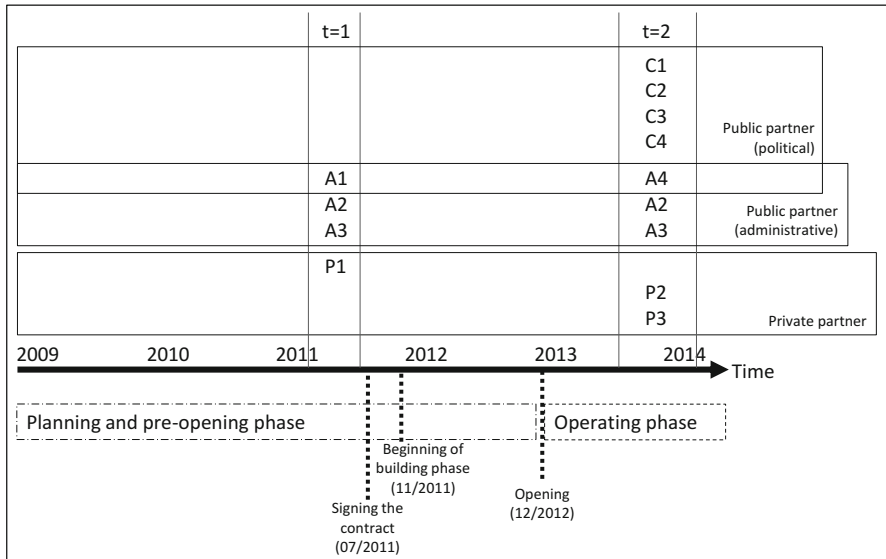 t=1 t=2
C1
C2
C3
C4
Public partner
(political)
A1 A4
A2 A2
A3 A3
Public partner
(administrative)
P1
P2
P3
Private partner
2009 2010 2011 2012 2013 2014
Time
Planning and pre-opening phase Operating phase
Beginning of
building phase
(11/2011)
Signing the
contract
(07/2011)
Opening
(12/2012)